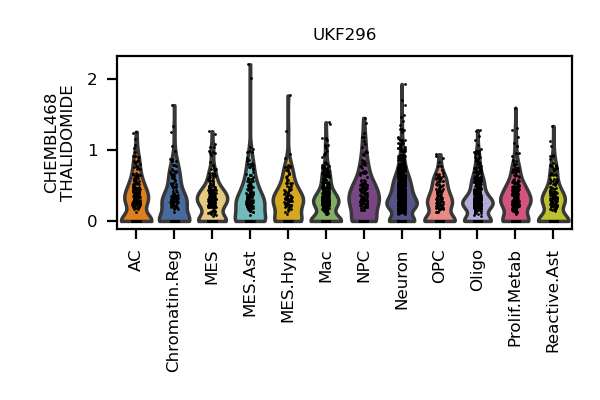 UKF296
CHEMBL468
THALIDOMIDE
2
1
0
AC
Chromatin.Reg
MES
MES.Ast
MES.Hyp
Mac
NPC
Neuron
OPC
Oligo
Prolif.Metab
Reactive.Ast